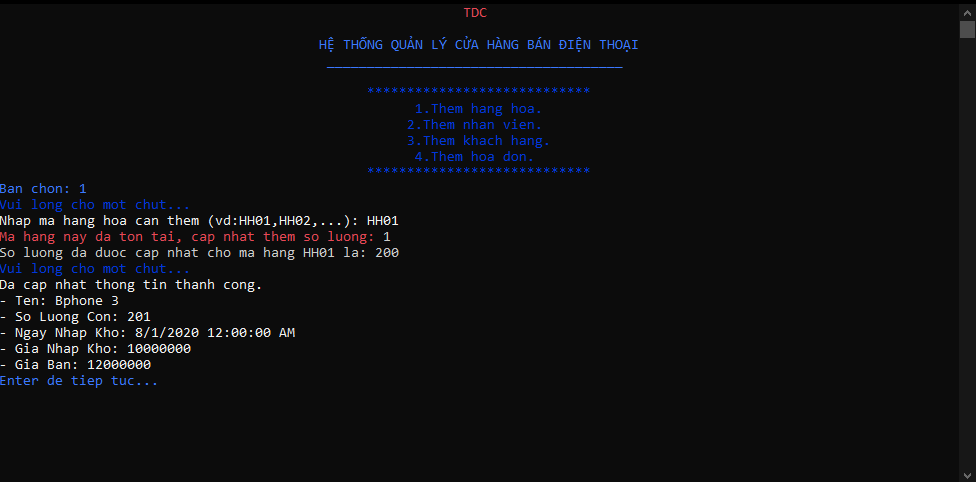 TDC
HỆ THỐNG QUẢN LÝ CỬA HÀNG BÁN ĐIỆN THOẠI
_____________________________________
****************************
1.Them hang hoa.
2.Them nhan vien.
3.Them khach hang.
4.Them hoa don.
****************************
Ban chon: 1
Vui long cho mot chut...
Nhap ma hang hoa can them (vd:HH01,HH02,...): HH01
Ma hang nay da ton tai, cap nhat them so luong: 1
So luong da duoc cap nhat cho ma hang HH01 la: 200
Vui long cho mot chut...
Da cap nhat thong tin thanh cong.
- Ten: Bphone 3
- So Luong Con: 201
- Ngay Nhap Kho: 8/1/2020 12:00:00 AM
- Gia Nhap Kho: 10000000
- Gia Ban: 12000000
Enter de tiep tuc...